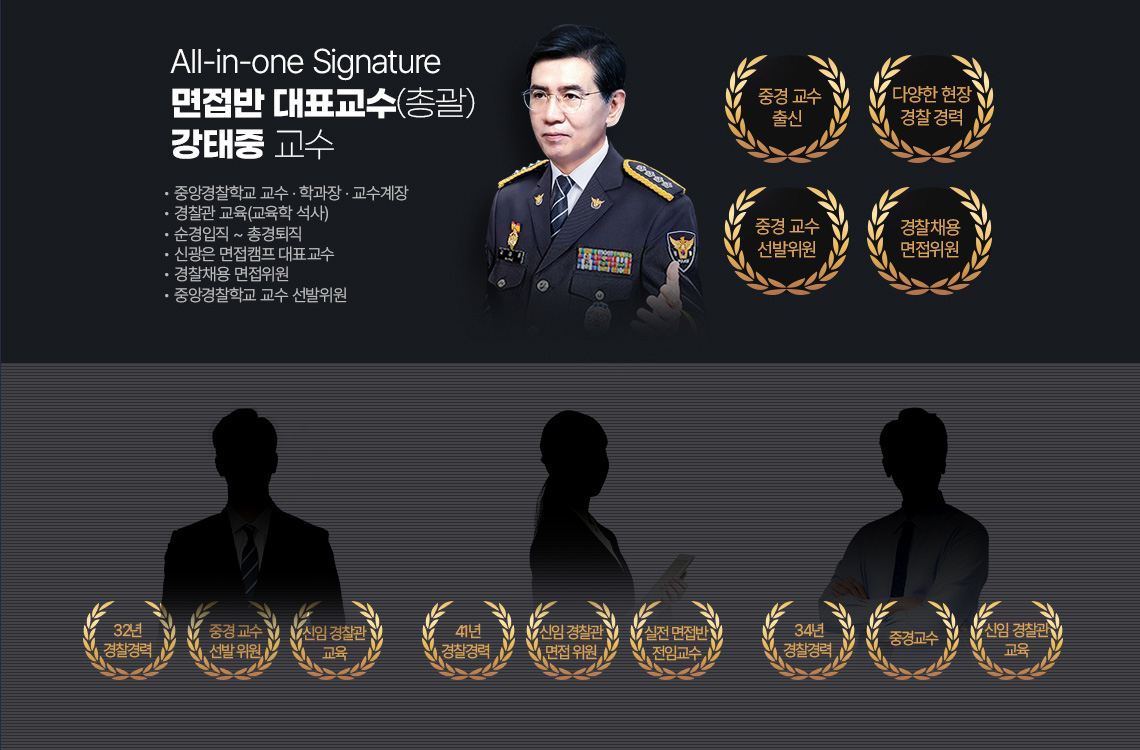 All-in-one Signature
면접반 대표교수(총괄)
강태중 교수
• 중앙경찰학교 교수 · 학과장 · 교수계장
• 경찰관 교육(교육학 석사)
• 순경입직 ~ 총경퇴직
• 신광은 면접캠프 대표교수
• 경찰채용 면접위원
• 중앙경찰학교 교수 선발위원
중경 교수
출신
다양한 현장
경찰 경력
중경 교수
선발위원
경찰채용
면접위원
32년
경찰경력
중경 교수
선발 위원
신임 경찰관
교육
41년
경찰경력
신임 경찰관
면접 위원
실전 면접반
전임교수
34년
경찰경력
중경교수
신임 경찰관
교육